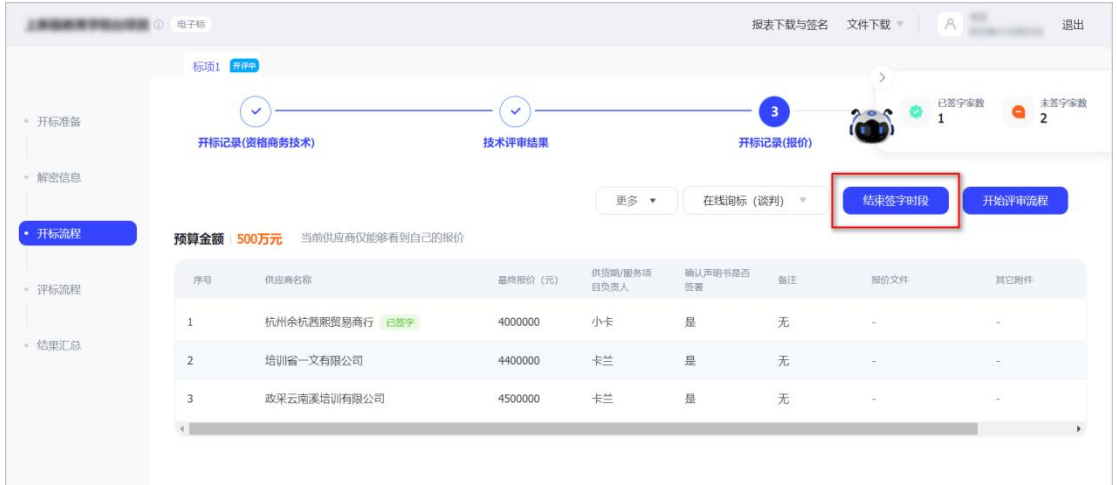 电子标
报表下载与签名 文件下载 退出
标项1 开评中
已签字家数 未签字家数
1 2
3
开标记录(资格商务技术) 技术评审结果 开标记录(报价)
开标准备
解密信息
开标流程
评标流程
结果汇总
更多 在线询标（谈判） 结束签字时段 开始评审流程
预算金额 500万元 当前供应商仅能够看到自己的报价
序号 供应商名称 最终报价（元） 供货期/服务项 确认声明书是否 备注 报价文件 其它附件
目负责人 签署
1 杭州余杭茜熙贸易商行 已签字 4000000 小卡 是 无 - -
2 培训省一文有限公司 4400000 卡兰 是 无 - -
3 政采云南溪培训有限公司 4500000 卡兰 是 无 - -